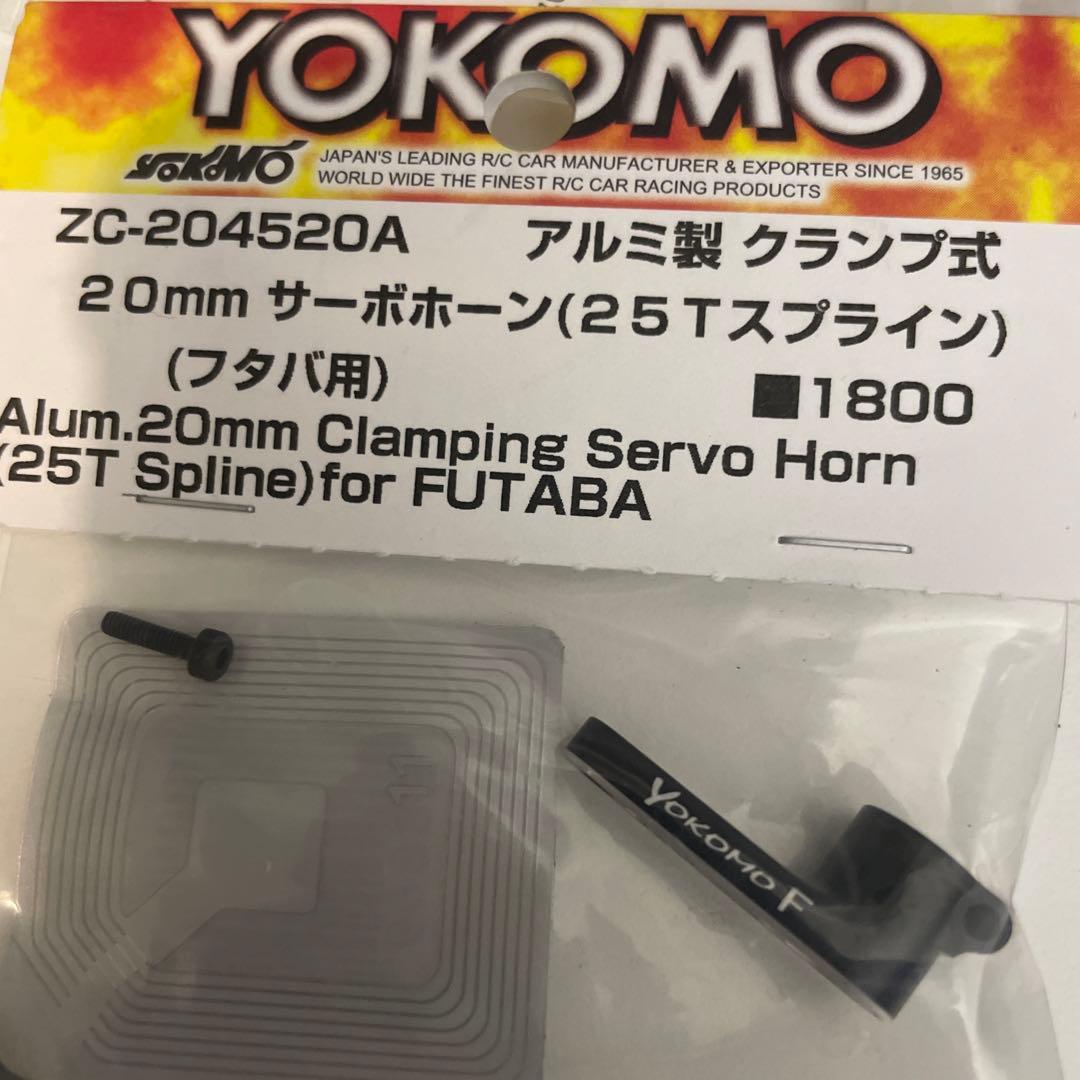 YOKOMO
YOKOMO JAPAN'S LEADING R/C CAR MANUFACTURER & EXPORTER SINCE 1965
WORLD WIDE THE FINEST R/C CAR RACING PRODUCTS
ZC-204520A アルミ製 クランプ式
20mm サーボホーン(25Tスプライン)
(フタバ用) ■1800
Alum.20mm Clamping Servo Horn
(25T Spline)for FUTABA
11
YOKOMO F